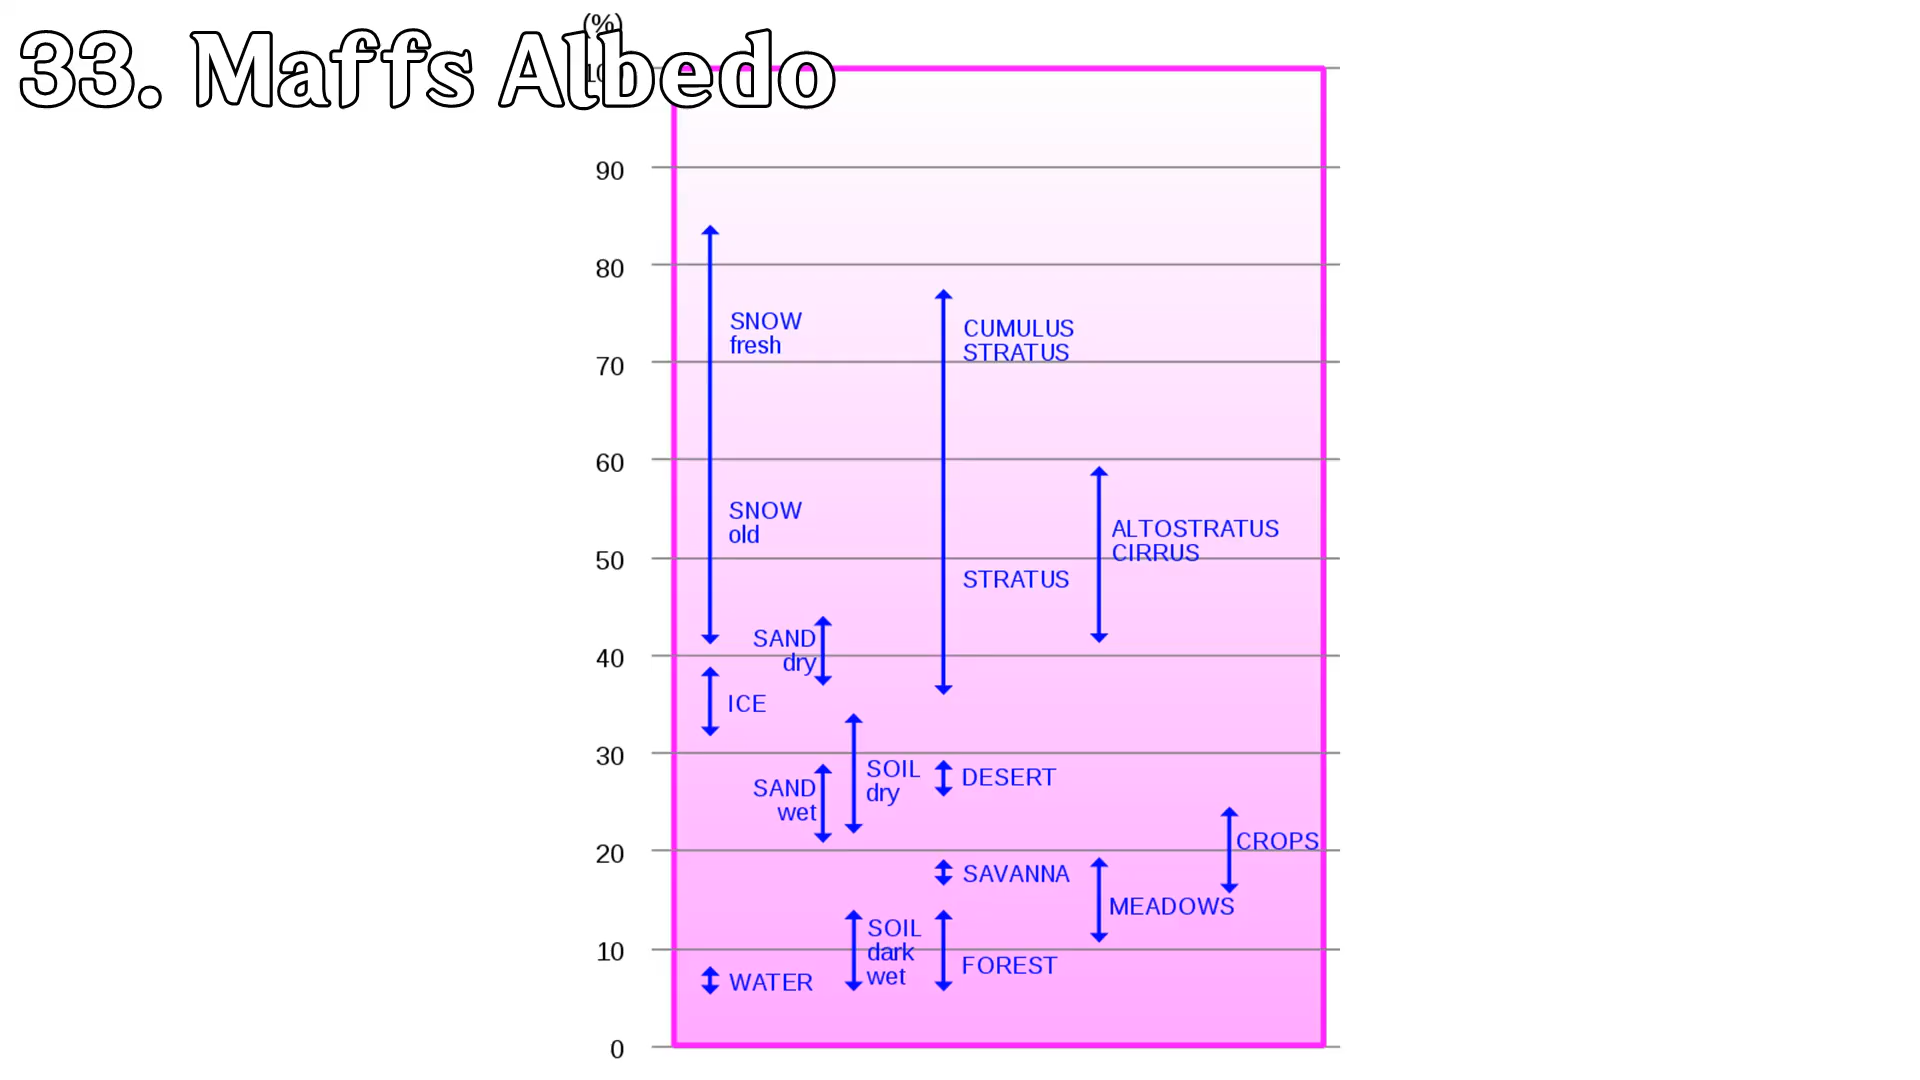 (%)
33. Maffs Albedo
100
90
80
SNOW
fresh
CUMULUS
STRATUS
70
60
SNOW
old
ALTOSTRATUS
CIRRUS
50
STRATUS
SAND
dry
40
ICE
30
SOIL
dry
DESERT
SAND
wet
CROPS
20
SAVANNA
MEADOWS
SOIL
dark
wet
10
FOREST
WATER
0